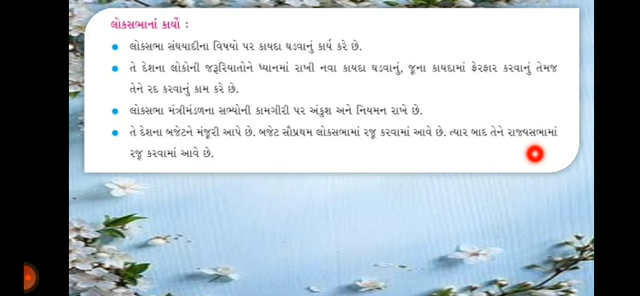 લોકસભાનાં કાર્યો :
● લોકસભા સંઘયાદીના વિષયો પર કાયદા ઘડવાનું કાર્ય કરે છે.
● તે દેશના લોકોની જરૂરિયાતોને ધ્યાનમાં રાખી નવા કાયદા ઘડવાનું, જૂના કાયદામાં ફેરફાર કરવાનું તેમજ
તેને રદ કરવાનું કામ કરે છે.
● લોકસભા મંત્રીમંડળના સભ્યોની કામગીરી પર અંકુશ અને નિયમન રાખે છે.
● તે દેશના બજેટને મંજૂરી આપે છે. બજેટ સૌપ્રથમ લોકસભામાં રજૂ કરવામાં આવે છે. ત્યાર બાદ તેને રાજ્યસભામાં
રજૂ કરવામાં આવે છે.